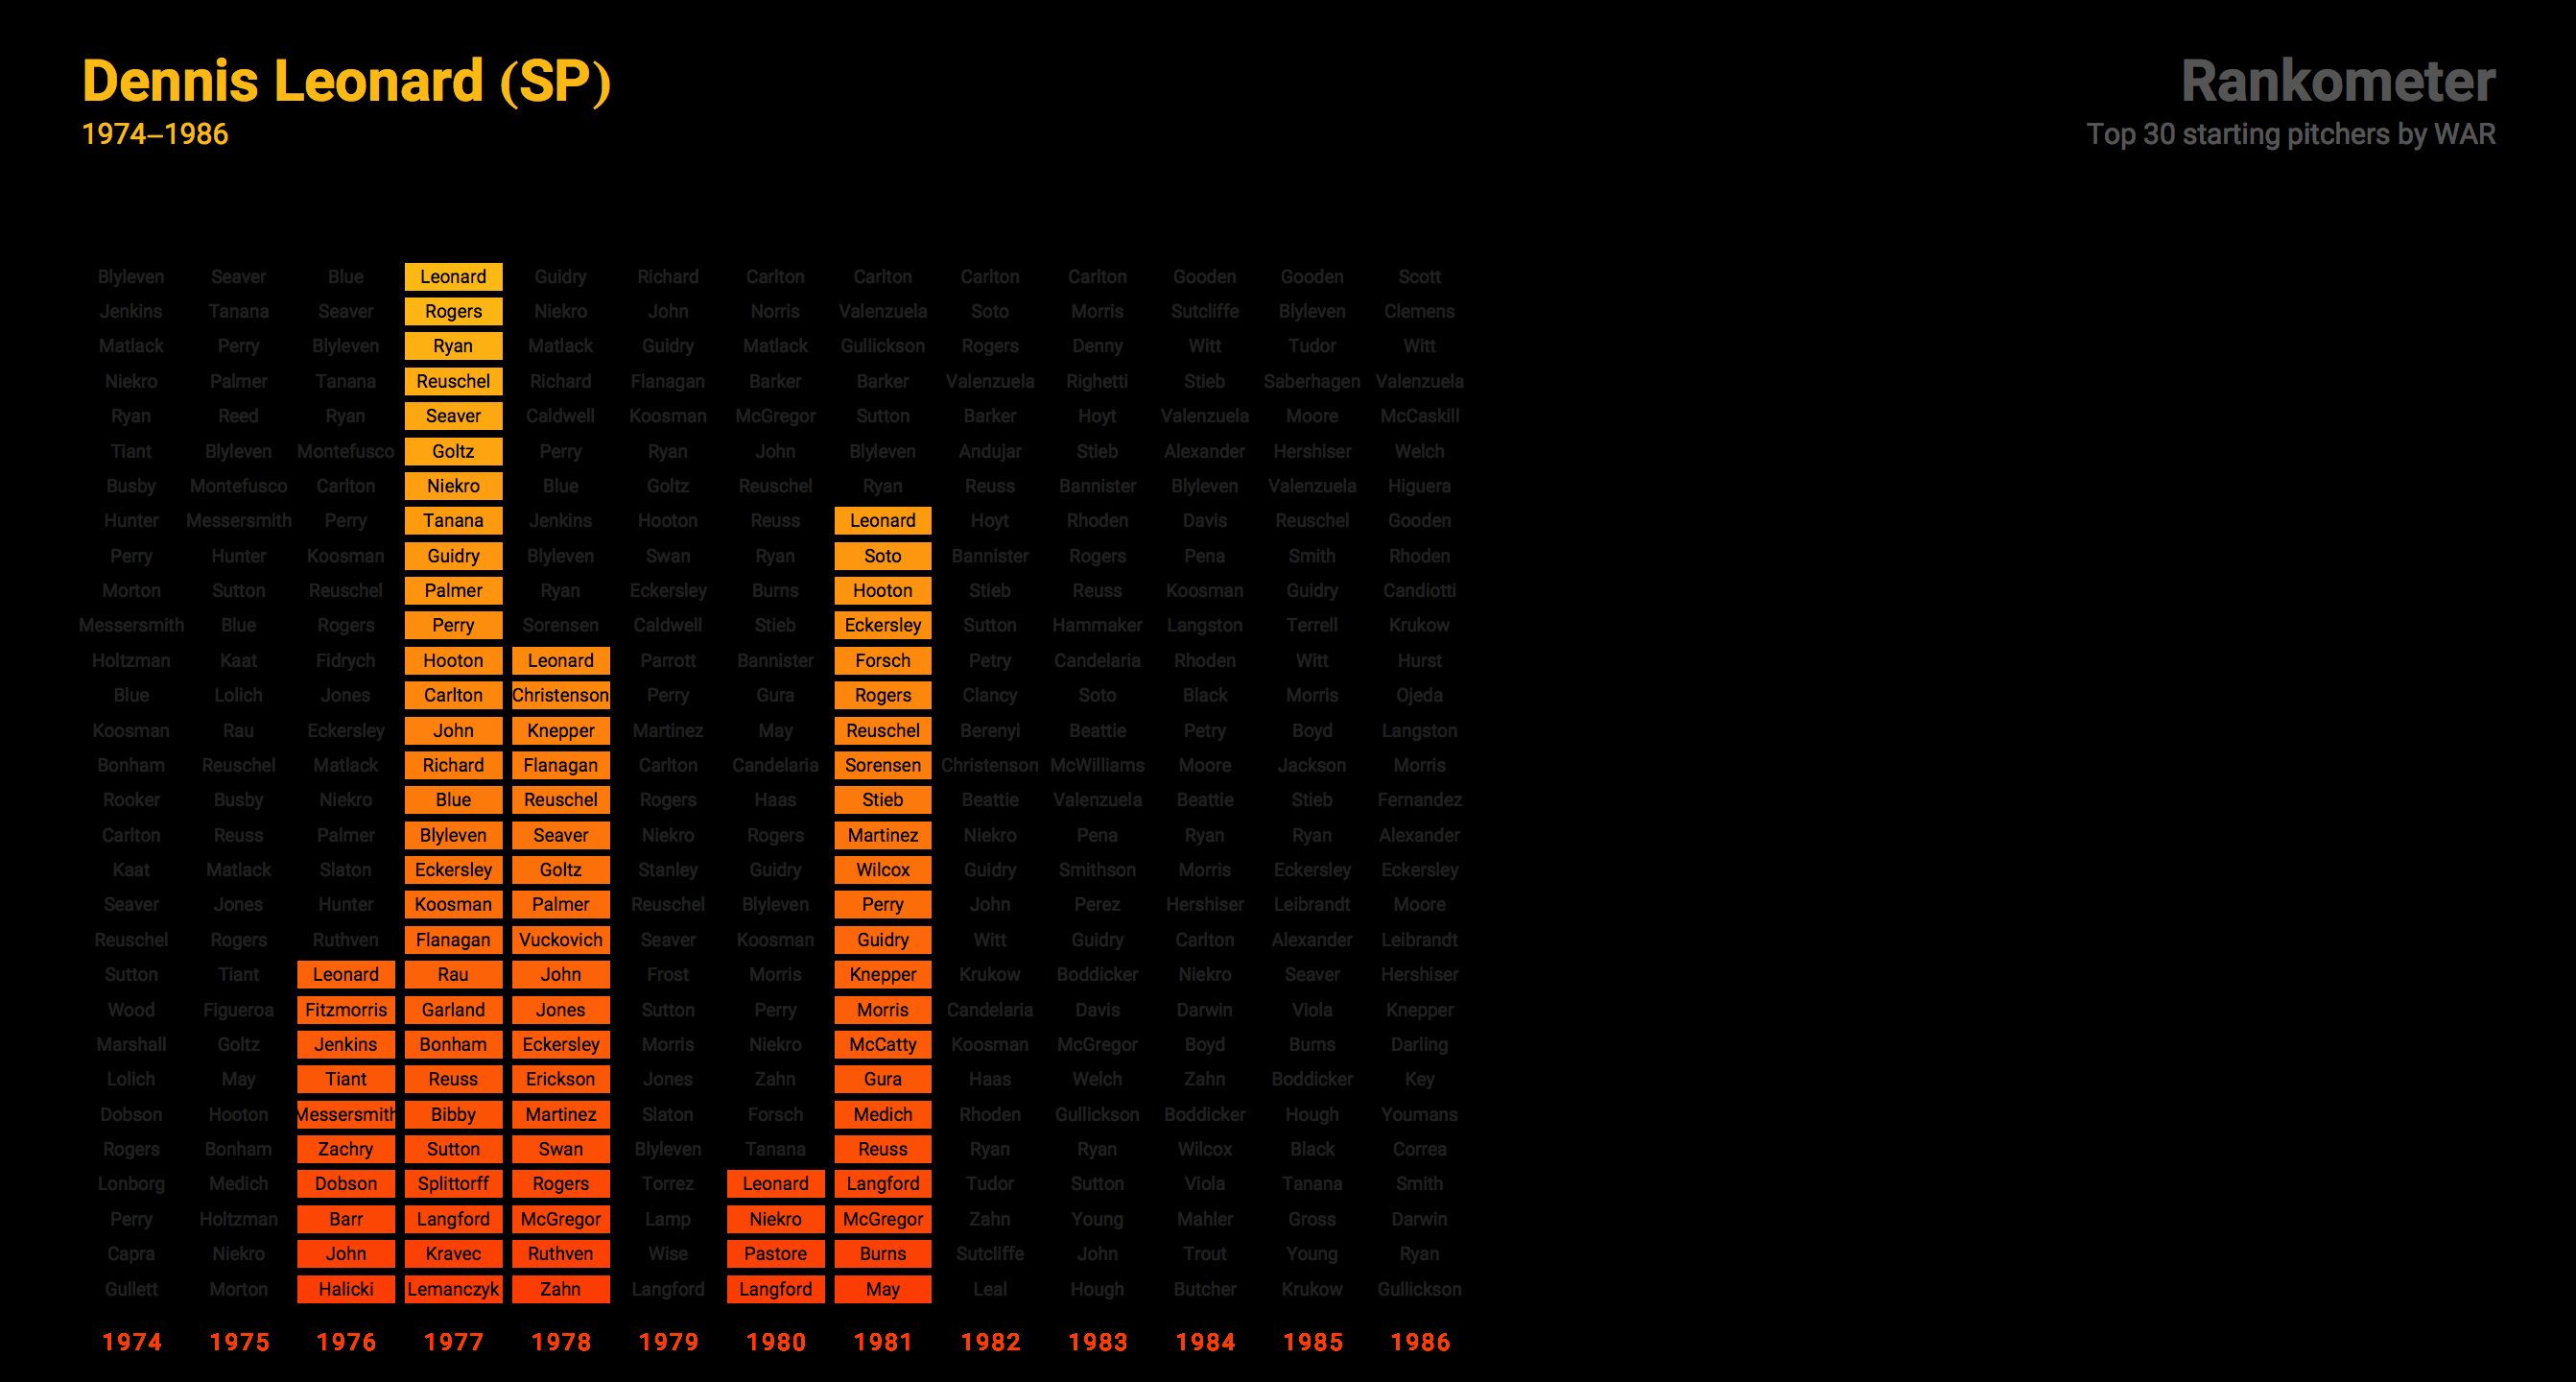 Dennis Leonard (SP)
1974–1986
Rankometer
Top 30 starting pitchers by WAR
Blyleven Seaver Blue Leonard Guidry Richard Carlton Carlton Carlton Carlton Gooden Gooden Scott
Jenkins Tanana Seaver Rogers Niekro John Norris Valenzuela Soto Morris Sutcliffe Blyleven Clemens
Matlack Perry Blyleven Ryan Matlack Guidry Matlack Gullickson Rogers Denny Witt Tudor Witt
Niekro Palmer Tanana Reuschel Richard Flanagan Barker Barker Valenzuela Righetti Stieb Saberhagen Valenzuela
Ryan Reed Ryan Seaver Caldwell Koosman McGregor Sutton Barker Hoyt Valenzuela Moore McCaskill
Tiant Blyleven Montefusco Goltz Perry Ryan John Blyleven Andujar Stieb Alexander Hershiser Welch
Busby Montefusco Carlton Niekro Blue Goltz Reuschel Ryan Reuss Bannister Blyleven Valenzuela Higuera
Hunter Messersmith Perry Tanana Jenkins Hooton Reuss Leonard Hoyt Rhoden Davis Reuschel Gooden
Perry Hunter Koosman Guidry Blyleven Swan Ryan Soto Bannister Rogers Pena Smith Rhoden
Morton Sutton Reuschel Palmer Ryan Eckersley Burns Hooton Stieb Reuss Koosman Guidry Candiotti
Messersmith Blue Rogers Perry Sorensen Caldwell Stieb Eckersley Sutton Hammaker Langston Terrell Krukow
Holtzman Kaat Fidrych Hooton Leonard Parrott Bannister Forsch Petry Candelaria Rhoden Witt Hurst
Blue Lolich Jones Carlton Christenson Perry Gura Rogers Clancy Soto Black Morris Ojeda
Koosman Rau Eckersley John Knepper Martinez May Reuschel Berenyi Beattie Petry Boyd Langston
Bonham Reuschel Matlack Richard Flanagan Carlton Candelaria Sorensen Christenson McWilliams Moore Jackson Morris
Rooker Busby Niekro Blue Reuschel Rogers Haas Stieb Beattie Valenzuela Beattie Stieb Fernandez
Carlton Reuss Palmer Blyleven Seaver Niekro Rogers Martinez Niekro Pena Ryan Ryan Alexander
Kaat Matlack Slaton Eckersley Goltz Stanley Guidry Wilcox Guidry Smithson Morris Eckersley Eckersley
Seaver Jones Hunter Koosman Palmer Reuschel Blyleven Perry John Perez Hershiser Leibrandt Moore
Reuschel Rogers Ruthven Flanagan Vuckovich Seaver Koosman Guidry Witt Guidry Carlton Alexander Leibrandt
Sutton Tiant Leonard Rau John Frost Morris Knepper Krukow Boddicker Niekro Seaver Hershiser
Wood Figueroa Fitzmorris Garland Jones Sutton Perry Morris Candelaria Davis Darwin Viola Knepper
Marshall Goltz Jenkins Bonham Eckersley Morris Niekro McCatty Koosman McGregor Boyd Burns Darling
Lolich May Tiant Reuss Erickson Jones Zahn Gura Haas Welch Zahn Boddicker Key
Dobson Hooton Messersmith Bibby Martinez Slaton Forsch Medich Rhoden Gullickson Boddicker Hough Youmans
Rogers Bonham Zachry Sutton Swan Blyleven Tanana Reuss Ryan Ryan Wilcox Black Correa
Lonborg Medich Dobson Splittorff Rogers Torrez Leonard Langford Tudor Sutton Viola Tanana Smith
Perry Holtzman Barr Langford McGregor Lamp Niekro McGregor Zahn Young Mahler Gross Darwin
Capra Niekro John Kravec Ruthven Wise Pastore Burns Sutcliffe John Trout Young Ryan
Gullett Morton Halicki Lemanczyk Zahn Langford Langford May Leal Hough Butcher Krukow Gullickson
1974 1975 1976 1977 1978 1979 1980 1981 1982 1983 1984 1985 1986